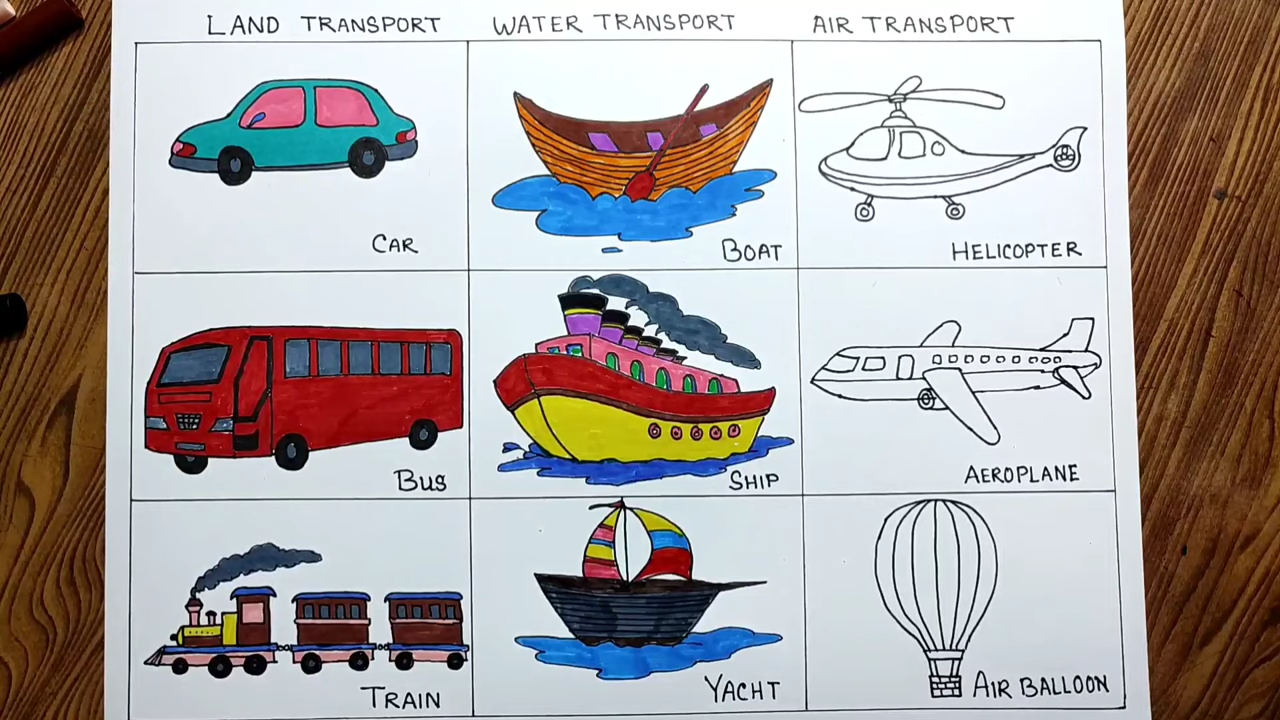 LAND TRANSPORT
WATER TRANSPORT
AIR TRANSPORT
CAR
BOAT
HELICOPTER
BUS
SHIP
AEROPLANE
TRAIN
YACHT
AIR BALLOON